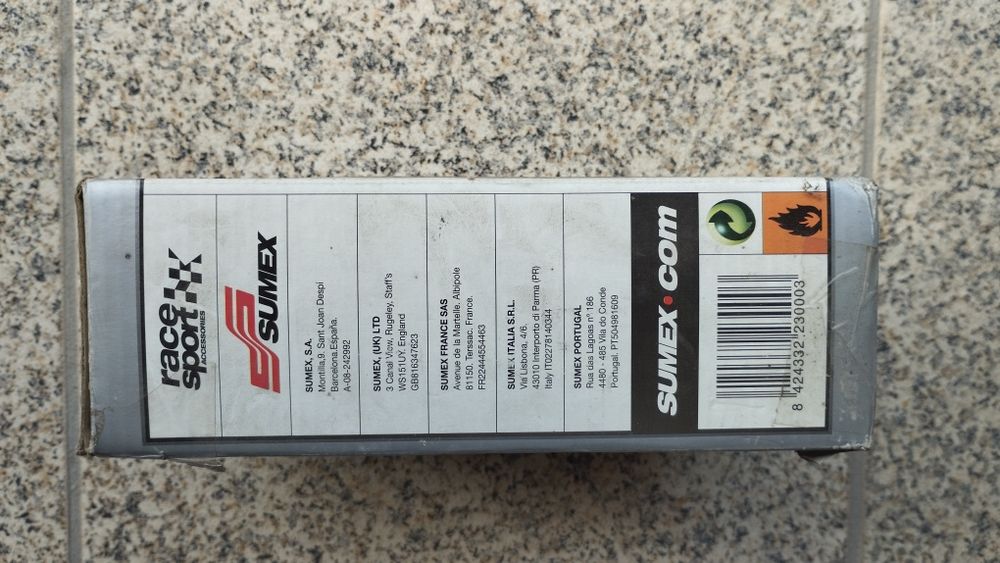 race
sport
ACCESSORIES
SUMEX
SUMEX, S.A.
Montilla,9. Sant Joan Despi
Barcelona.España.
A-08-242992
SUMEX, (UK) LTD
3 Canal View, Rugeley, Staff's
WS151UY. England
GB816347623
SUMEX FRANCE SAS
Avenue de la Martelle. Albipole
81150. Terssac. France.
FR22444554463
SUMEX ITALIA S.R.L.
Via Lisbona, 4/6.
43010 Interporto di Parma (PR)
Italy IT02278140344
SUMEX PORTUGAL
Rua das Lagoas nº 186
4480 - 485 Vila do Conde
Portugal. PT504981609
SUMEX·com
8 424332 230003